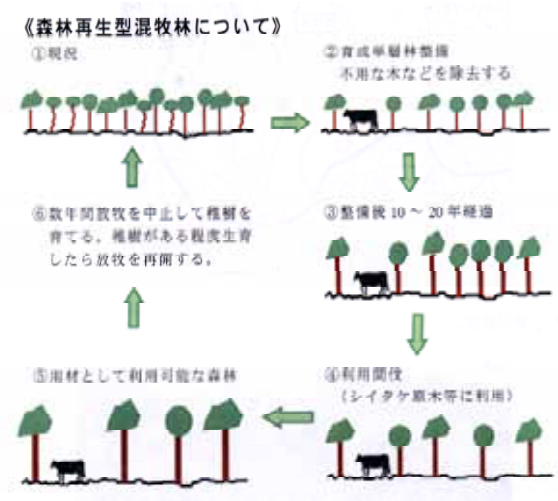 《森林再生型混牧林について》
①現況
②育成単層林整備
不用な木などを除去する
③整備後10～20年経過
④利用間伐
（シイタケ原木等に利用）
⑤用材として利用可能な森林
⑥数年間放牧を中止して稚樹を
育てる。稚樹がある程度生育
したら放牧を再開する。